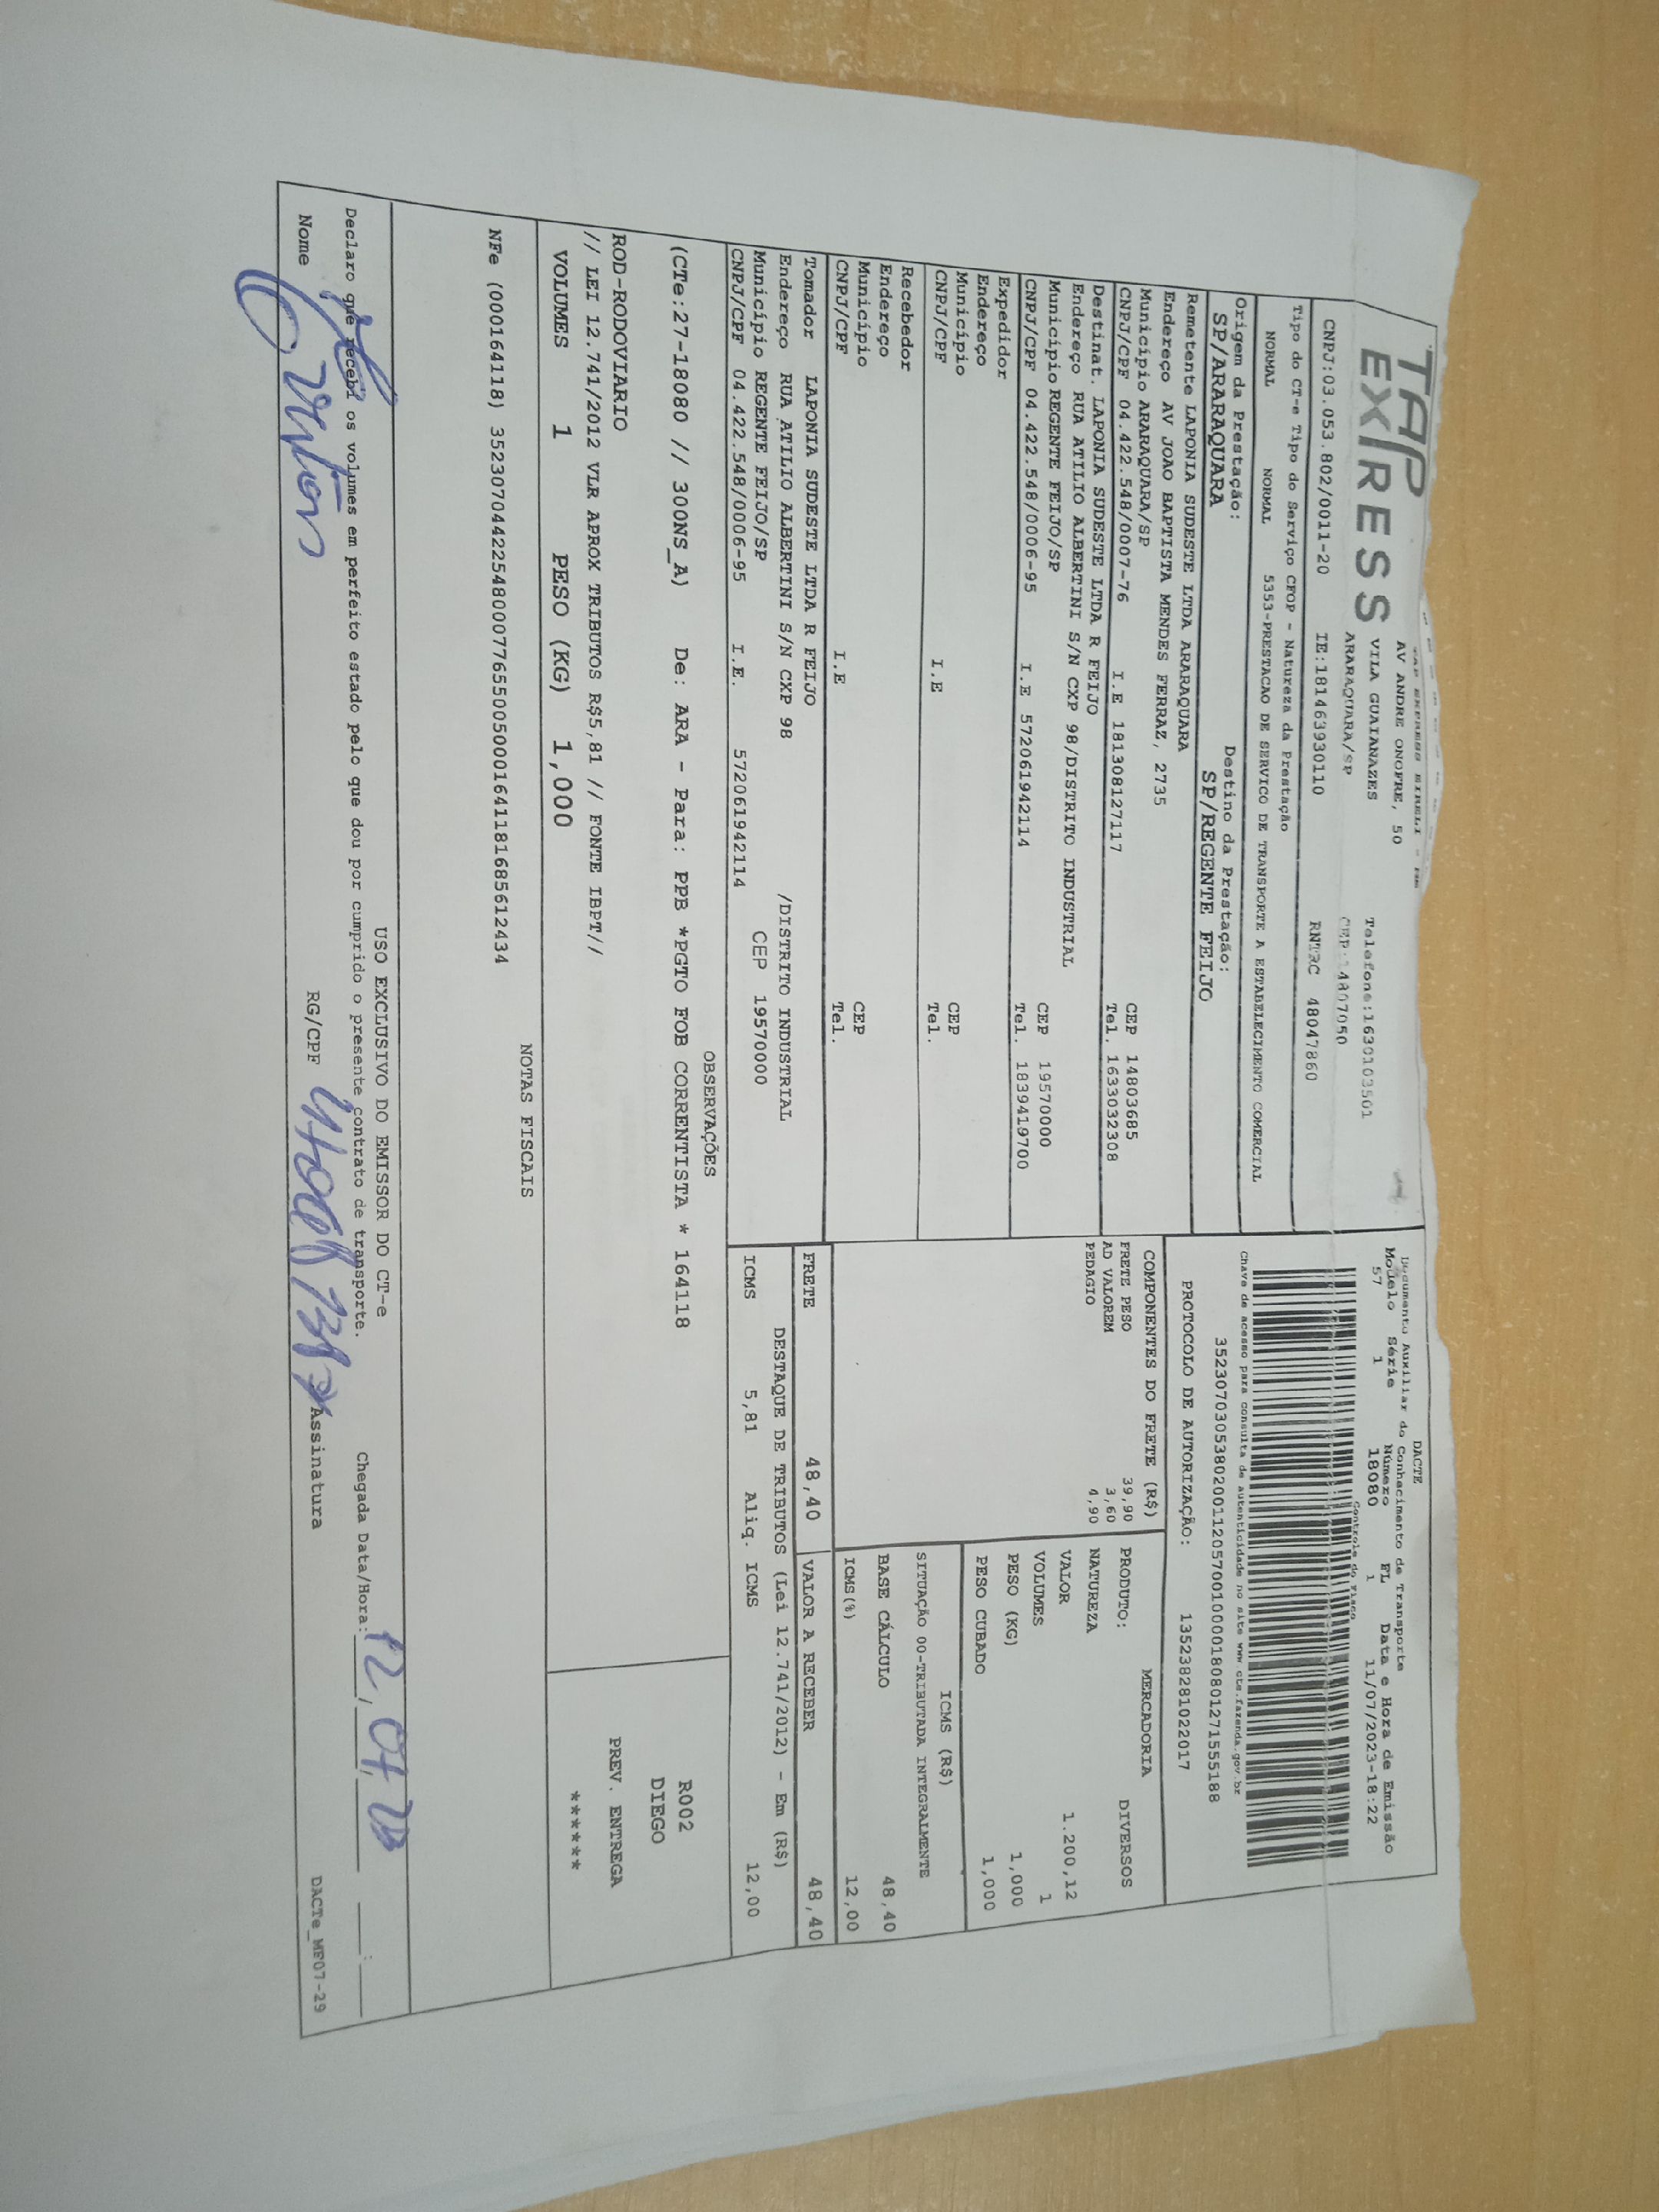 TAP
EXPRESS
TAP EXPRESS EIRELI -
AV ANDRE ONOFRE, 50
VILA GUAIANAZES
Telefone:1630103501
ARARAQUARA/SP
CEP:14807050
CNPJ:03.053.802/0011-20 IE:18146393O110 RNTRC 48047860
DACTE
Documento Auxiliar do Conhecimento de Transporte
Modelo Série Número FL Data e Hora de Emissão
57 1 18080 1 11/07/2023-18:22
Controle do Fisco
Chave de acesso para consulta de autenticidade no site www.cte.fazenda.gov.br
35230703053802001120570010000180801271555188
PROTOCOLO DE AUTORIZAÇÃO: 135238281022017
Tipo do CT-e Tipo do Serviço CFOP - Natureza da Prestação
NORMAL NORMAL 5353-PRESTACAO DE SERVICO DE TRANSPORTE A ESTABELECIMENTO COMERCIAL
Origem da Prestação: Destino da Prestação:
SP/ARARAQUARA SP/REGENTE FEIJO
Remetente LAPONIA SUDESTE LTDA ARARAQUARA
Endereço AV JOAO BAPTISTA MENDES FERRAZ, 2735
Município ARARAQUARA/SP CEP 14803685
CNPJ/CPF 04.422.548/0007-76 I.E 181308127117 Tel. 1633032308
Destinat. LAPONIA SUDESTE LTDA R FEIJO
Endereço RUA ATILIO ALBERTINI S/N CXP 98/DISTRITO INDUSTRIAL
Município REGENTE FEIJO/SP CEP 19570000
CNPJ/CPF 04.422.548/0006-95 I.E 572061942114 Tel. 1839419700
Expedidor
Endereço
Município CEP
CNPJ/CPF I.E Tel.
Recebedor
Endereço
Município CEP
CNPJ/CPF I.E Tel.
COMPONENTES DO FRETE (R$)
FRETE PESO 39,90
AD VALOREM 3,60
PEDAGIO 4,90
MERCADORIA
PRODUTO: DIVERSOS
NATUREZA
VALOR 1.200,12
VOLUMES 1
PESO (KG) 1,000
PESO CUBADO 1,000
ICMS (R$)
SITUAÇÃO 00-TRIBUTADA INTEGRALMENTE
BASE CÁLCULO 48,40
ICMS(%) 12,00
Tomador LAPONIA SUDESTE LTDA R FEIJO
Endereço RUA ATILIO ALBERTINI S/N CXP 98 /DISTRITO INDUSTRIAL
Município REGENTE FEIJO/SP CEP 19570000
CNPJ/CPF 04.422.548/0006-95 I.E. 572061942114
FRETE 48,40 VALOR A RECEBER 48,40
DESTAQUE DE TRIBUTOS (Lei 12.741/2012) - Em (R$)
ICMS 5,81 Aliq. ICMS 12,00
OBSERVAÇÕES
(CTe:27-18080 // 300NS_A) De: ARA - Para: PPB *PGTO FOB CORRENTISTA * 164118
ROD-RODOVIARIO
// LEI 12.741/2012 VLR APROX TRIBUTOS R$5,81 // FONTE IBPT//
R002
DIEGO
PREV. ENTREGA
******
VOLUMES 1 PESO (KG) 1,000
NOTAS FISCAIS
NFe (000164118) 35230704422548000776550050001641181685612434
USO EXCLUSIVO DO EMISSOR DO CT-e
Declaro que recebi os volumes em perfeito estado pelo que dou por cumprido o presente contrato de transporte. Chegada Data/Hora: 12, 07,
Nome RG/CPF Assinatura
DACTe_MF07-29